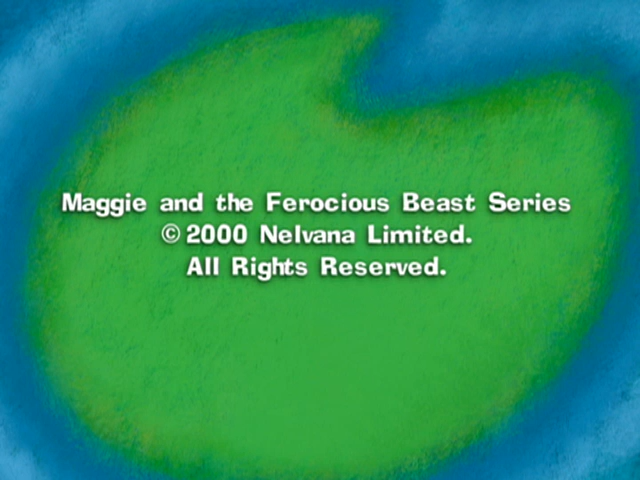 Maggie and the Ferocious Beast Series
© 2000 Nelvana Limited.
All Rights Reserved.